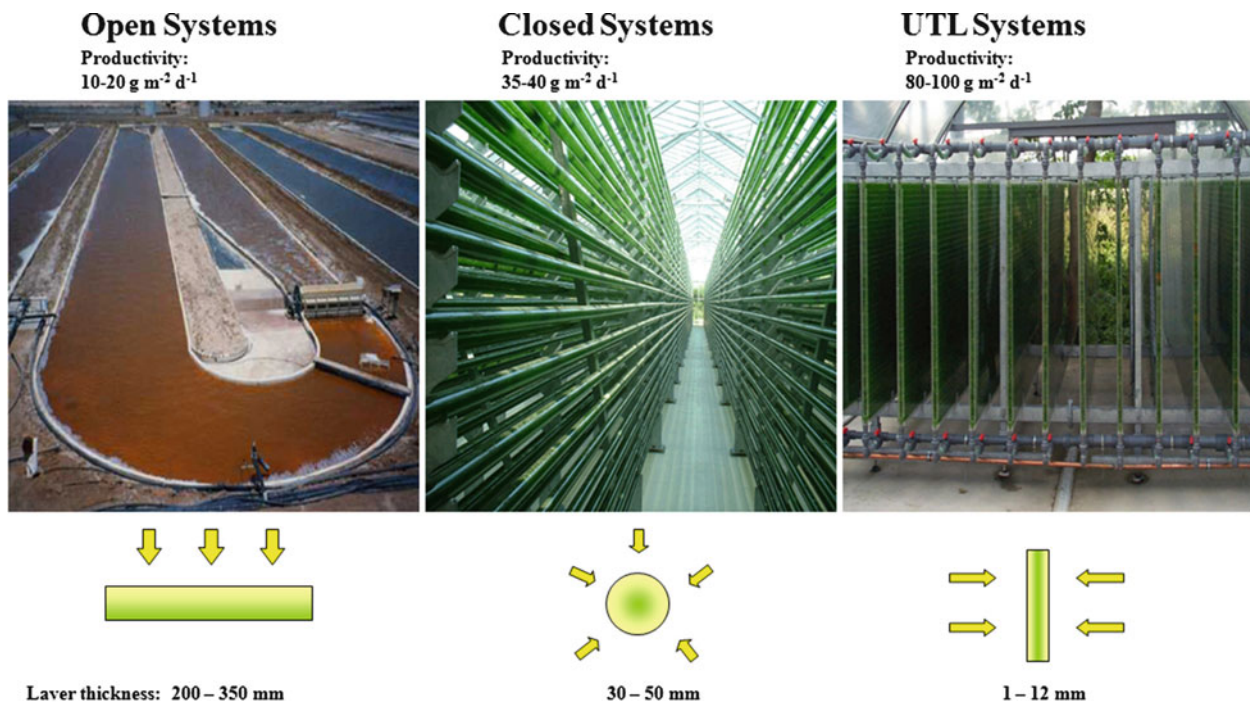 Open Systems
Productivity:
10-20 g m⁻² d⁻¹
Closed Systems
Productivity:
35-40 g m⁻² d⁻¹
UTL Systems
Productivity:
80-100 g m⁻² d⁻¹
Laver thickness: 200 – 350 mm
30 – 50 mm
1 – 12 mm